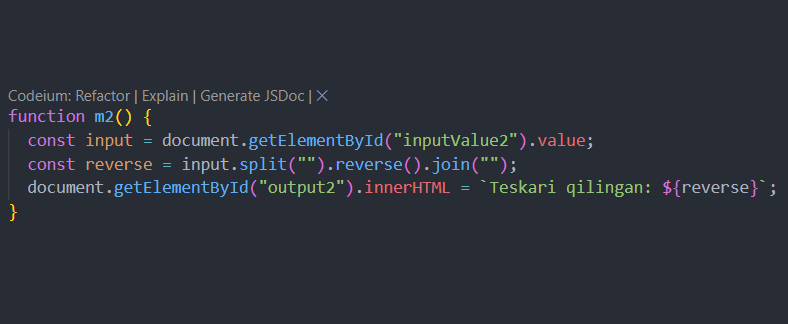 Codeium: Refactor | Explain | Generate JSDoc | ✕
function m2() {
  const input = document.getElementById("inputValue2").value;
  const reverse = input.split("").reverse().join("");
  document.getElementById("output2").innerHTML = `Teskari qilingan: ${reverse}`;
}